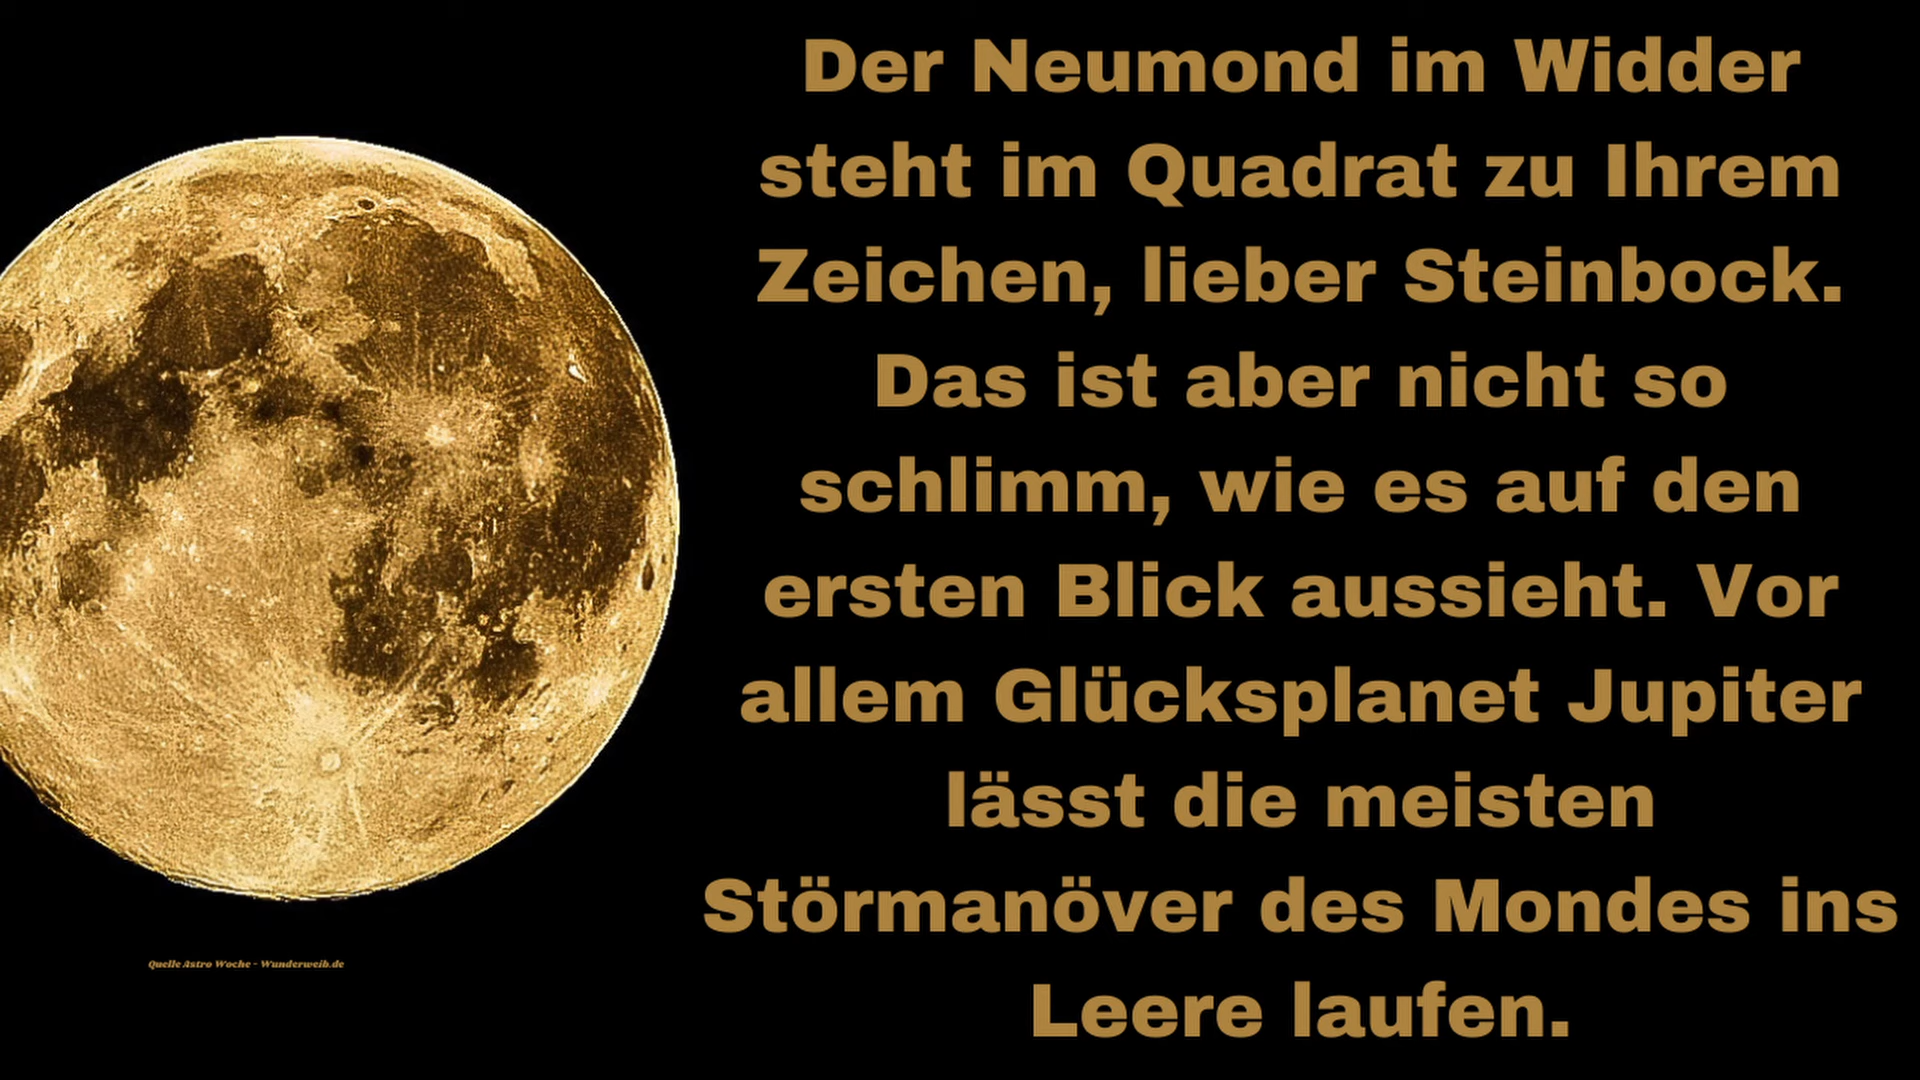 Der Neumond im Widder
steht im Quadrat zu Ihrem
Zeichen, lieber Steinbock.
Das ist aber nicht so
schlimm, wie es auf den
ersten Blick aussieht. Vor
allem Glücksplanet Jupiter
lässt die meisten
Störmanöver des Mondes ins
Leere laufen.
Quelle Astro Woche - Wunderweib.de